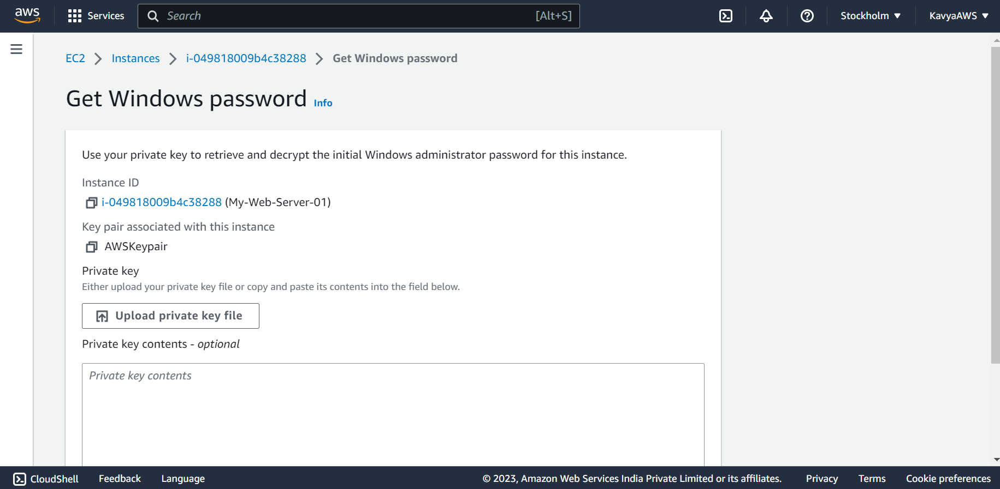 aws Services Search [Alt+S] Stockholm KavyaAWS
EC2 Instances i-049818009b4c38288 Get Windows password
Get Windows password Info
Use your private key to retrieve and decrypt the initial Windows administrator password for this instance.
Instance ID
i-049818009b4c38288 (My-Web-Server-01)
Key pair associated with this instance
AWSKeypair
Private key
Either upload your private key file or copy and paste its contents into the field below.
Upload private key file
Private key contents - optional
Private key contents
CloudShell Feedback Language © 2023, Amazon Web Services India Private Limited or its affiliates. Privacy Terms Cookie preferences